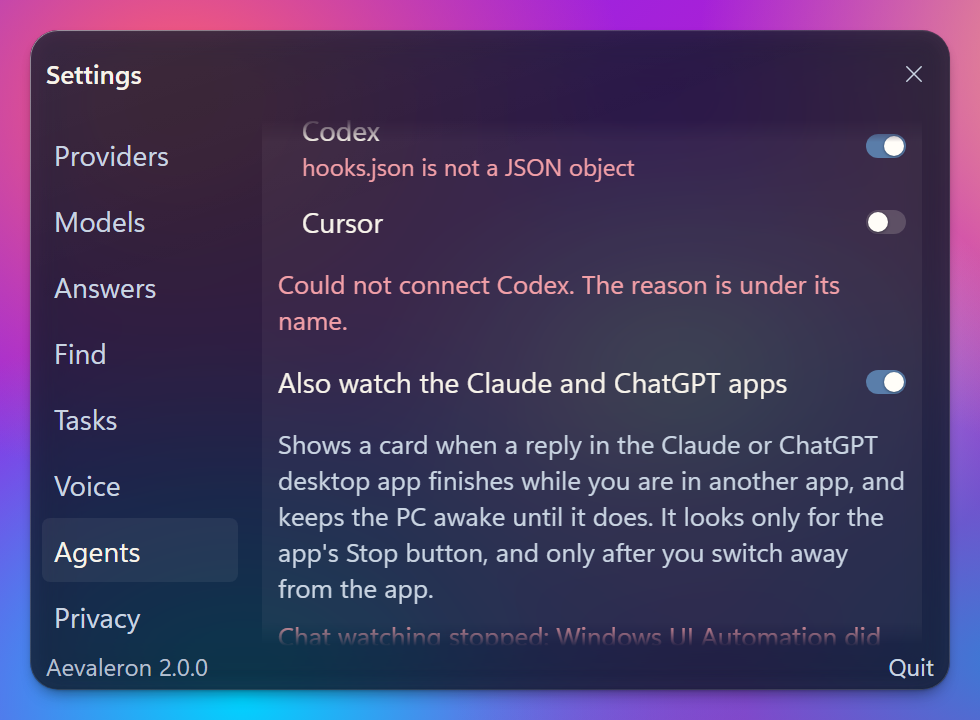 Settings
Providers
Models
Answers
Find
Tasks
Voice
Agents
Privacy
Codex
hooks.json is not a JSON object
Cursor
Could not connect Codex. The reason is under its
name.
Also watch the Claude and ChatGPT apps
Shows a card when a reply in the Claude or ChatGPT
desktop app finishes while you are in another app, and
keeps the PC awake until it does. It looks only for the
app's Stop button, and only after you switch away
from the app.
Chat watching stopped: Windows UI Automation did
Aevaleron 2.0.0
Quit